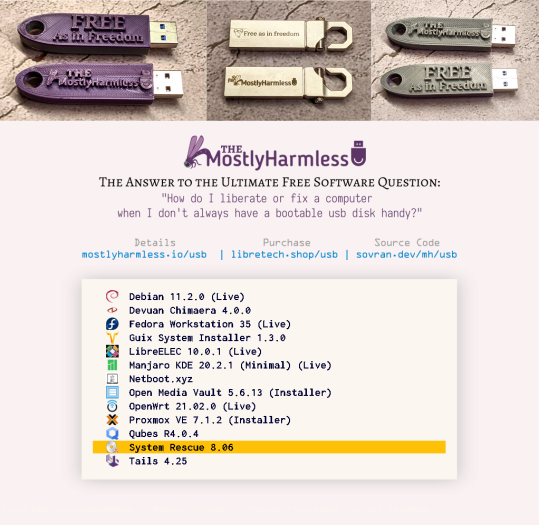 FREE
As in Freedom
THE
MostlyHarmless
Free as in freedom
THE
MostlyHarmless
THE
MostlyHarmless
FREE
As in Freedom
THE
MostlyHarmless
The Answer to the Ultimate Free Software Question:
"How do I liberate or fix a computer
when I don't always have a bootable usb disk handy?"
Details Purchase Source Code
mostlyharmless.io/usb | libretech.shop/usb | sovran.dev/mh/usb
Debian 11.2.0 (Live)
Devuan Chimaera 4.0.0
Fedora Workstation 35 (Live)
Guix System Installer 1.3.0
LibreELEC 10.0.1 (Live)
Manjaro KDE 20.2.1 (Minimal) (Live)
Netboot.xyz
Open Media Vault 5.6.13 (Installer)
OpenWrt 21.02.0 (Live)
Proxmox VE 7.1.2 (Installer)
Qubes R4.0.4
System Rescue 8.06
Tails 4.25